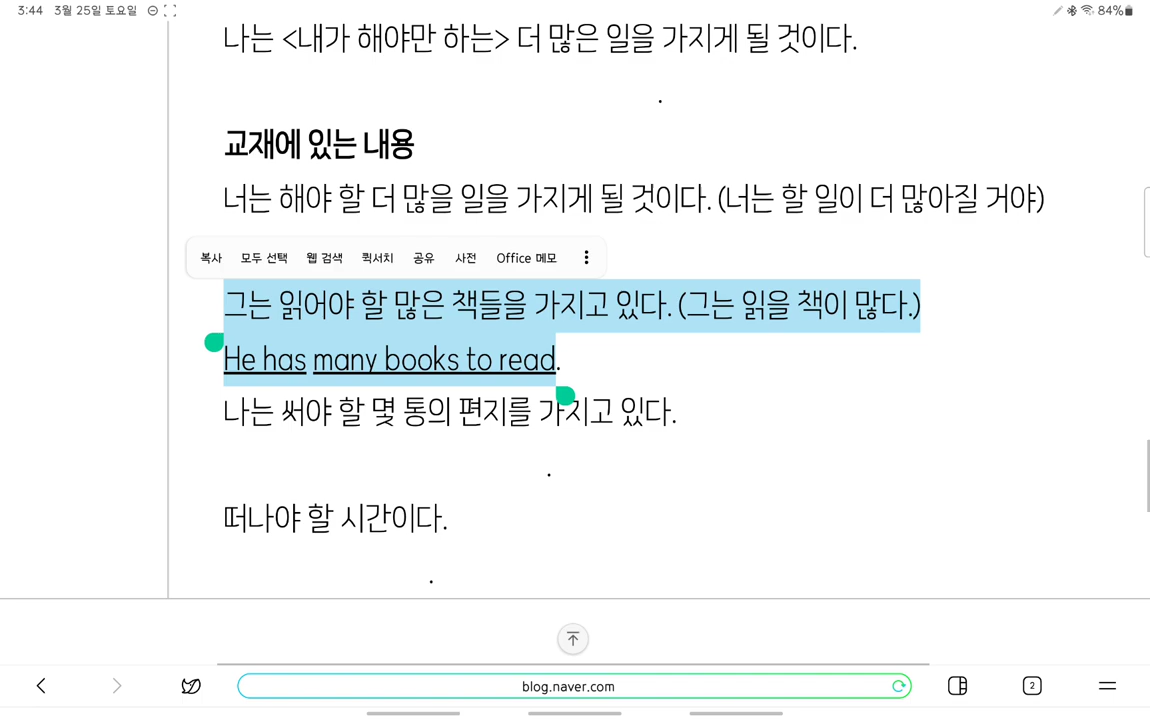 3:44 3월 25일 토요일 84%
나는 <내가 해야만 하는> 더 많은 일을 가지게 될 것이다.
.
교재에 있는 내용
너는 해야 할 더 많을 일을 가지게 될 것이다. (너는 할 일이 더 많아질 거야)
복사 모두 선택 웹 검색 퀵서치 공유 사전 Office 메모
그는 읽어야 할 많은 책들을 가지고 있다. (그는 읽을 책이 많다.)
He has many books to read.
나는 써야 할 몇 통의 편지를 가지고 있다.
.
떠나야 할 시간이다.
.
blog.naver.com 2